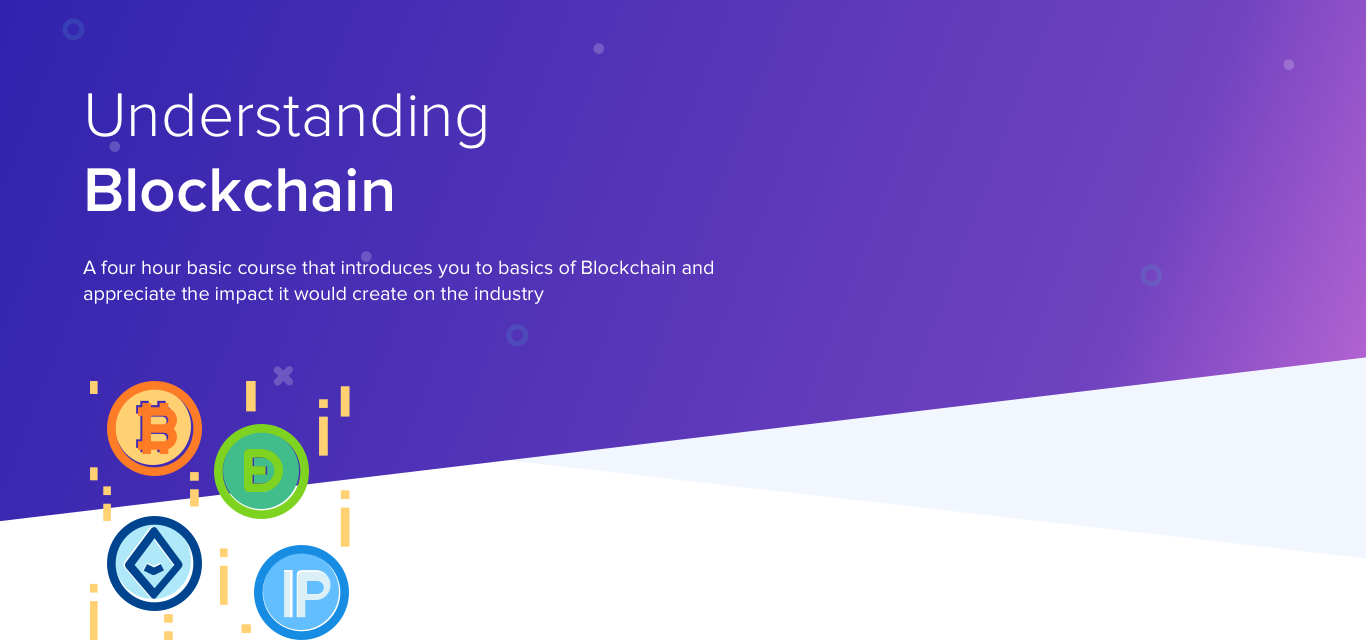 Understanding
Blockchain
A four hour basic course that introduces you to basics of Blockchain and
appreciate the impact it would create on the industry